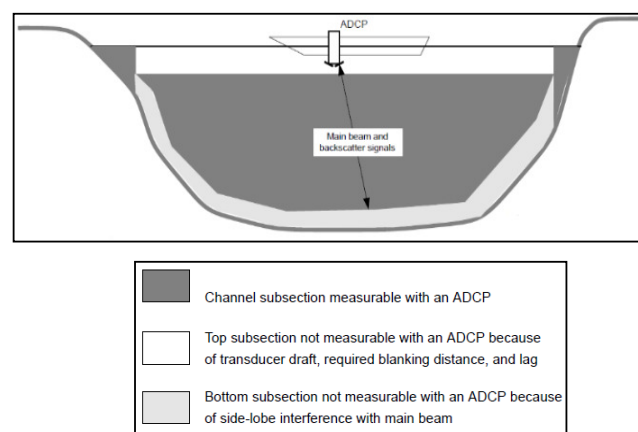 ADCP
Main beam and
backscatter signals
Channel subsection measurable with an ADCP
Top subsection not measurable with an ADCP because
of transducer draft, required blanking distance, and lag
Bottom subsection not measurable with an ADCP because
of side-lobe interference with main beam